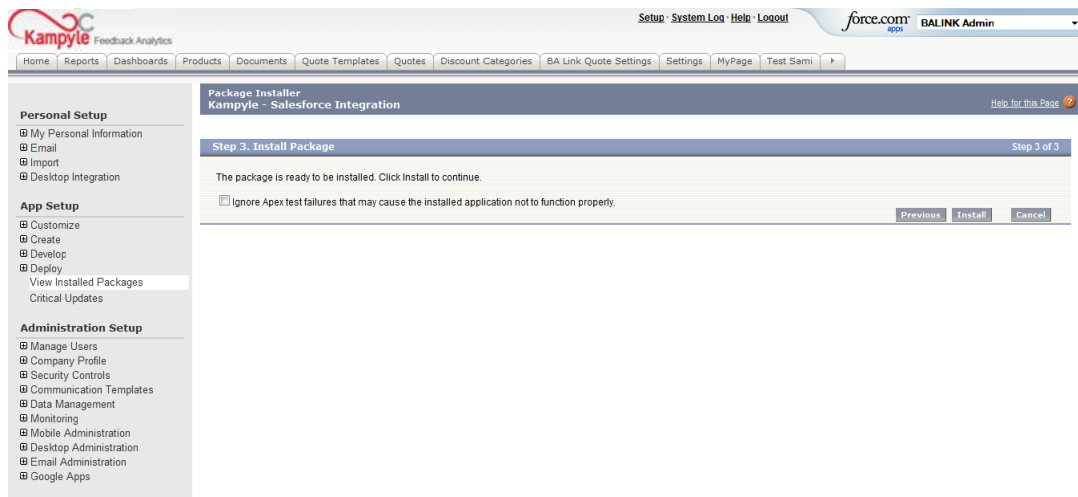 Setup · System Log · Help · Logout
force.com apps
BALINK Admin
Kampyle Feedback Analytics
Home Reports Dashboards Products Documents Quote Templates Quotes Discount Categories BA Link Quote Settings Settings MyPage Test Sami
Package Installer
Kampyle - Salesforce Integration
Help for this Page ?
Personal Setup
My Personal Information
Email
Import
Desktop Integration
App Setup
Customize
Create
Develop
Deploy
View Installed Packages
Critical Updates
Administration Setup
Manage Users
Company Profile
Security Controls
Communication Templates
Data Management
Monitoring
Mobile Administration
Desktop Administration
Email Administration
Google Apps
Step 3. Install Package Step 3 of 3
The package is ready to be installed. Click Install to continue.
Ignore Apex test failures that may cause the installed application not to function properly.
Previous Install Cancel